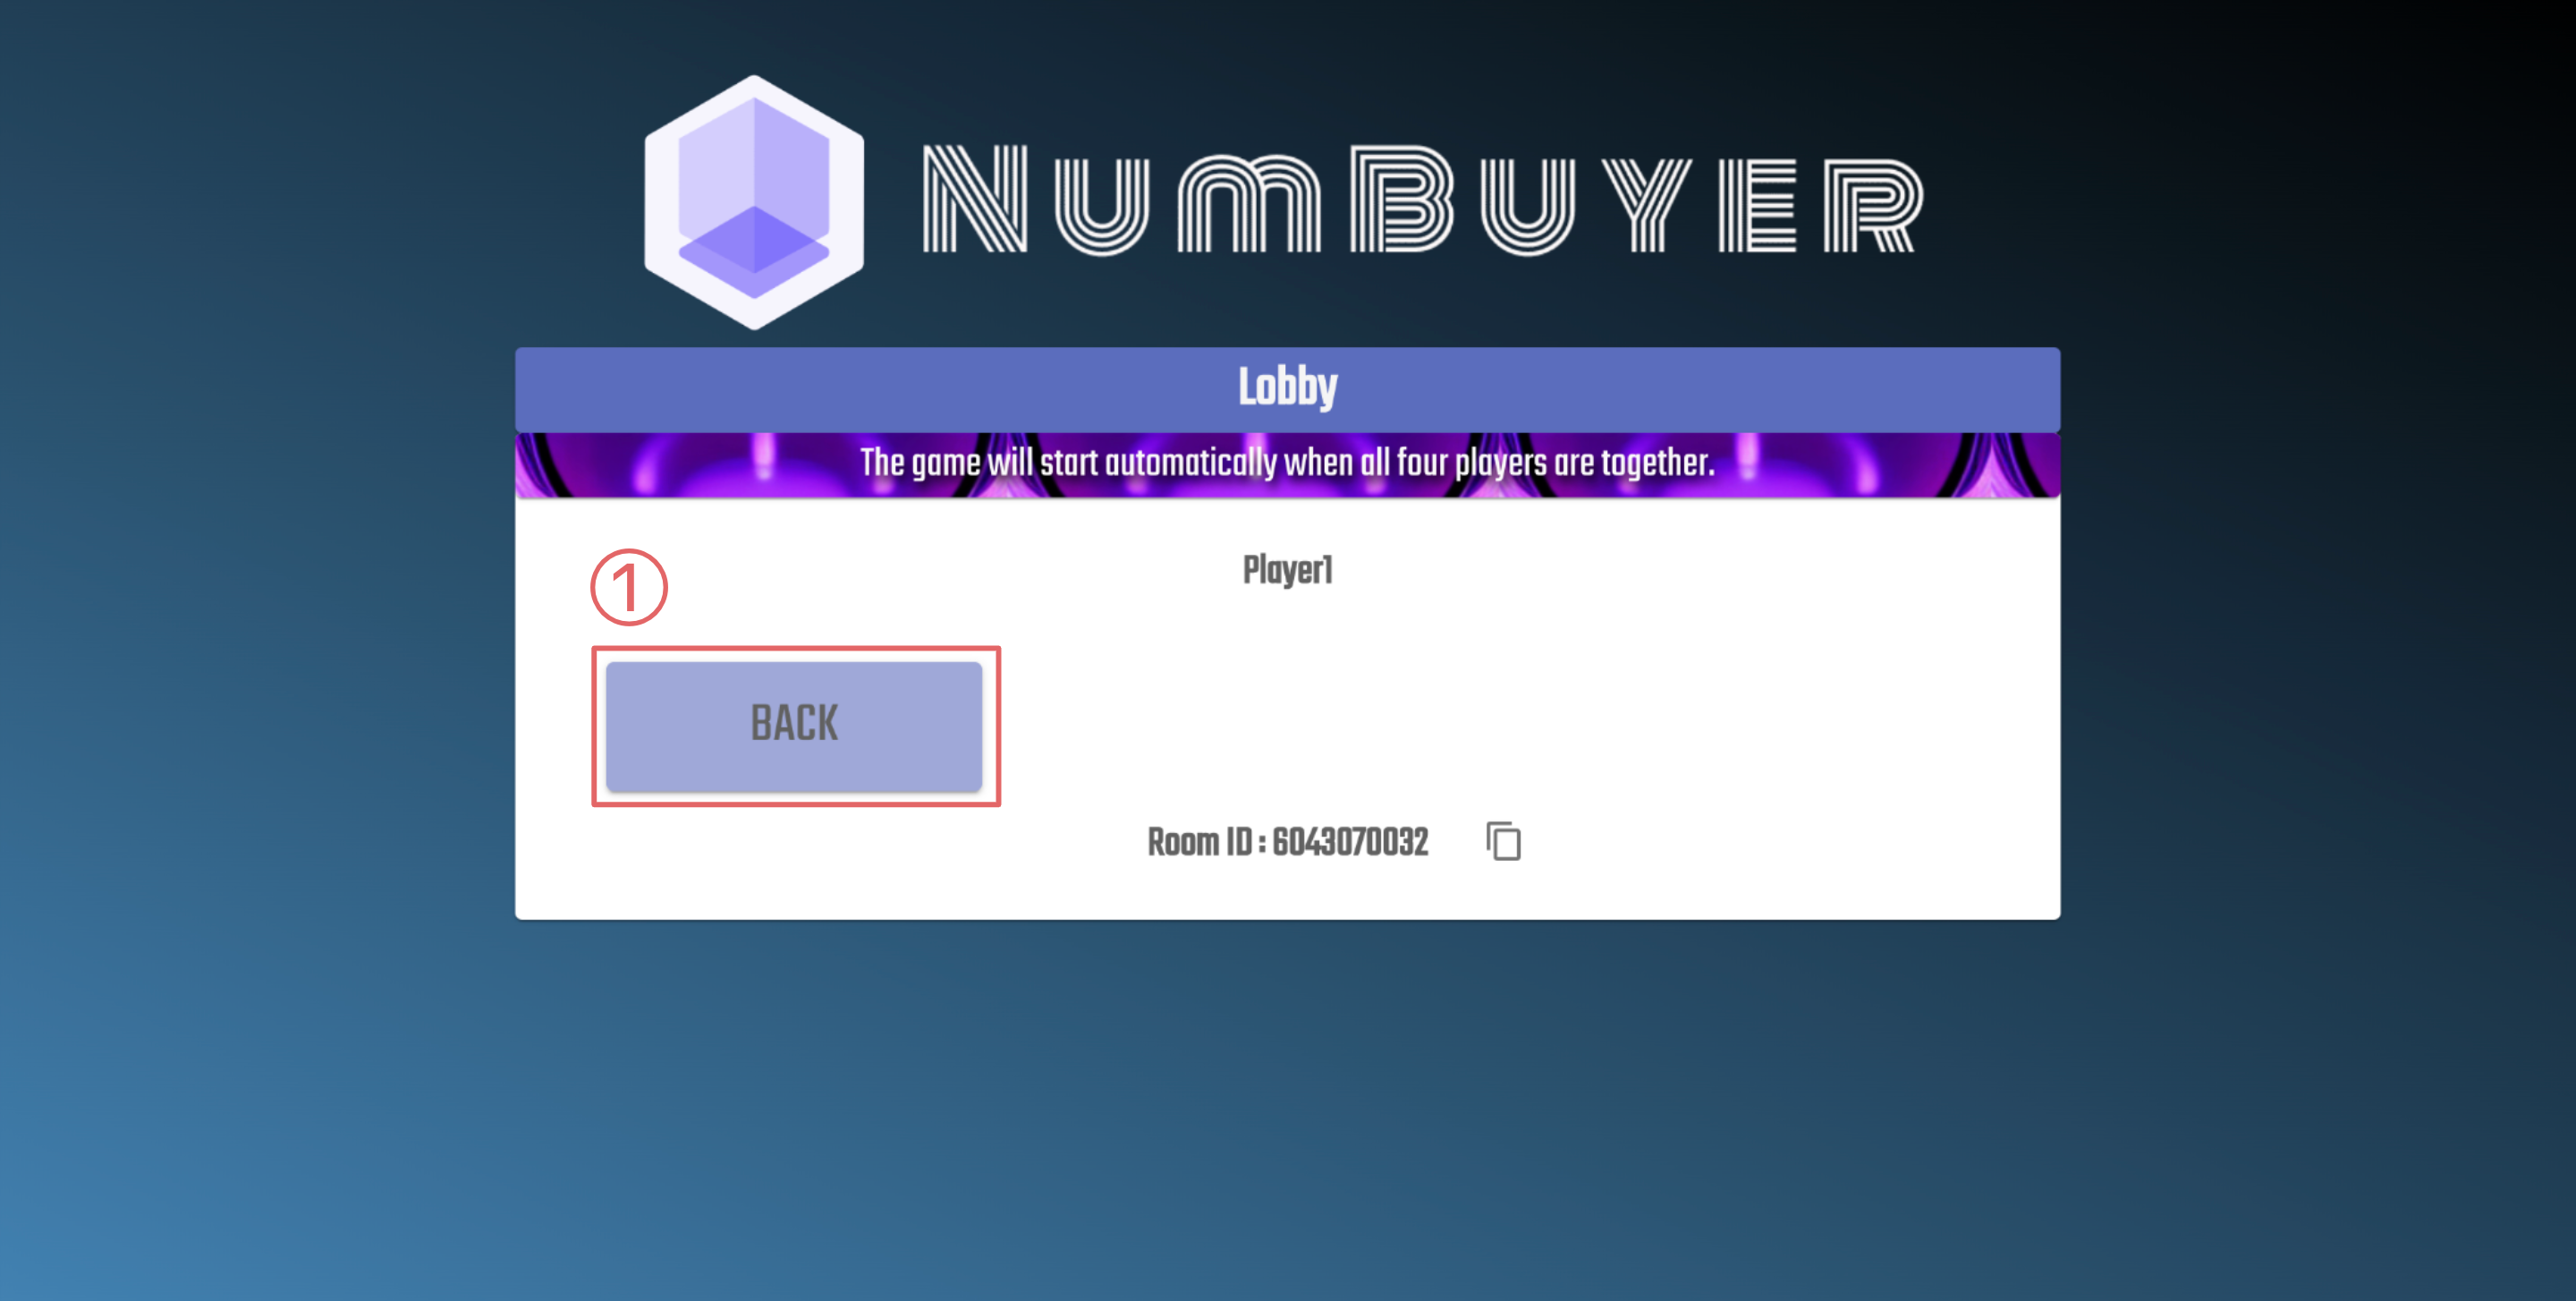 NumBuyer
Lobby
The game will start automatically when all four players are together.
Player1
①
BACK
Room ID : 6043070032